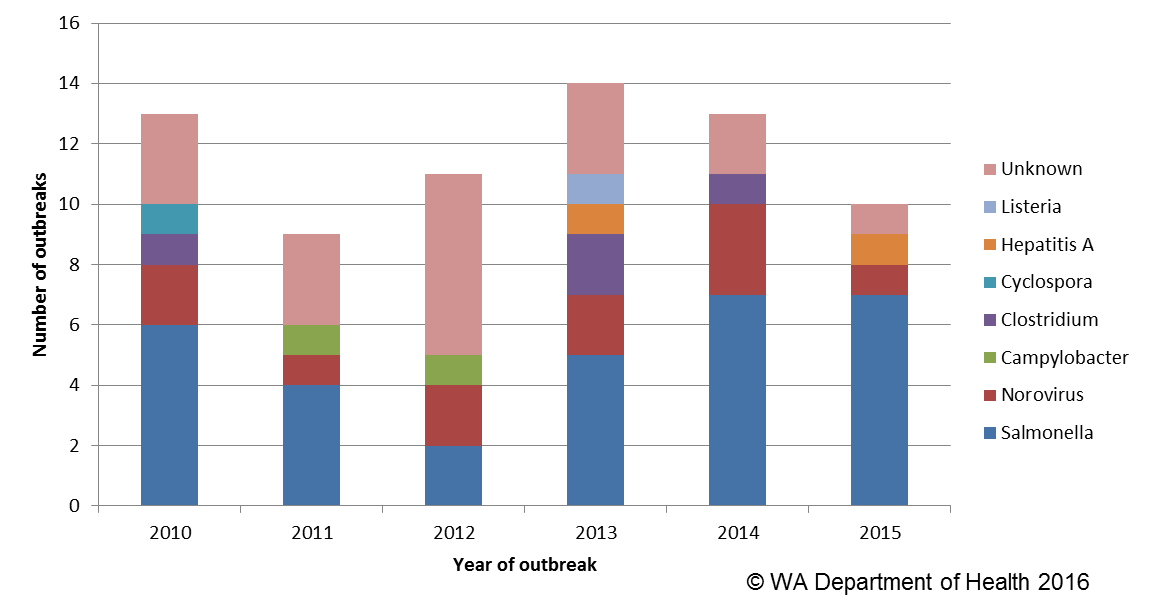 16
14
12
10
8
6
4
2
0
Number of outbreaks
2010 2011 2012 2013 2014 2015
Year of outbreak
Unknown
Listeria
Hepatitis A
Cyclospora
Clostridium
Campylobacter
Norovirus
Salmonella
© WA Department of Health 2016